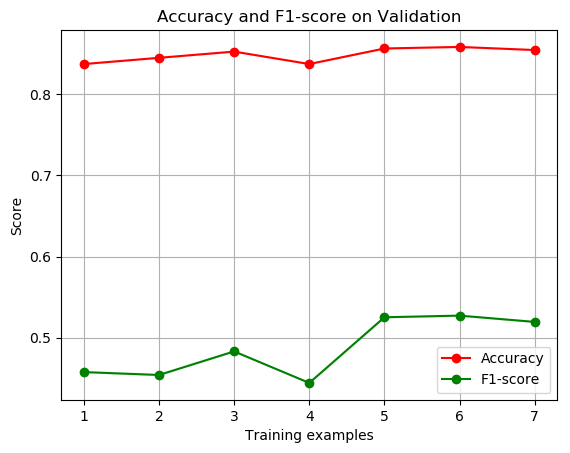 Accuracy and F1-score on Validation
0.8
0.7
0.6
0.5
Score
Accuracy
F1-score
1 2 3 4 5 6 7
Training examples